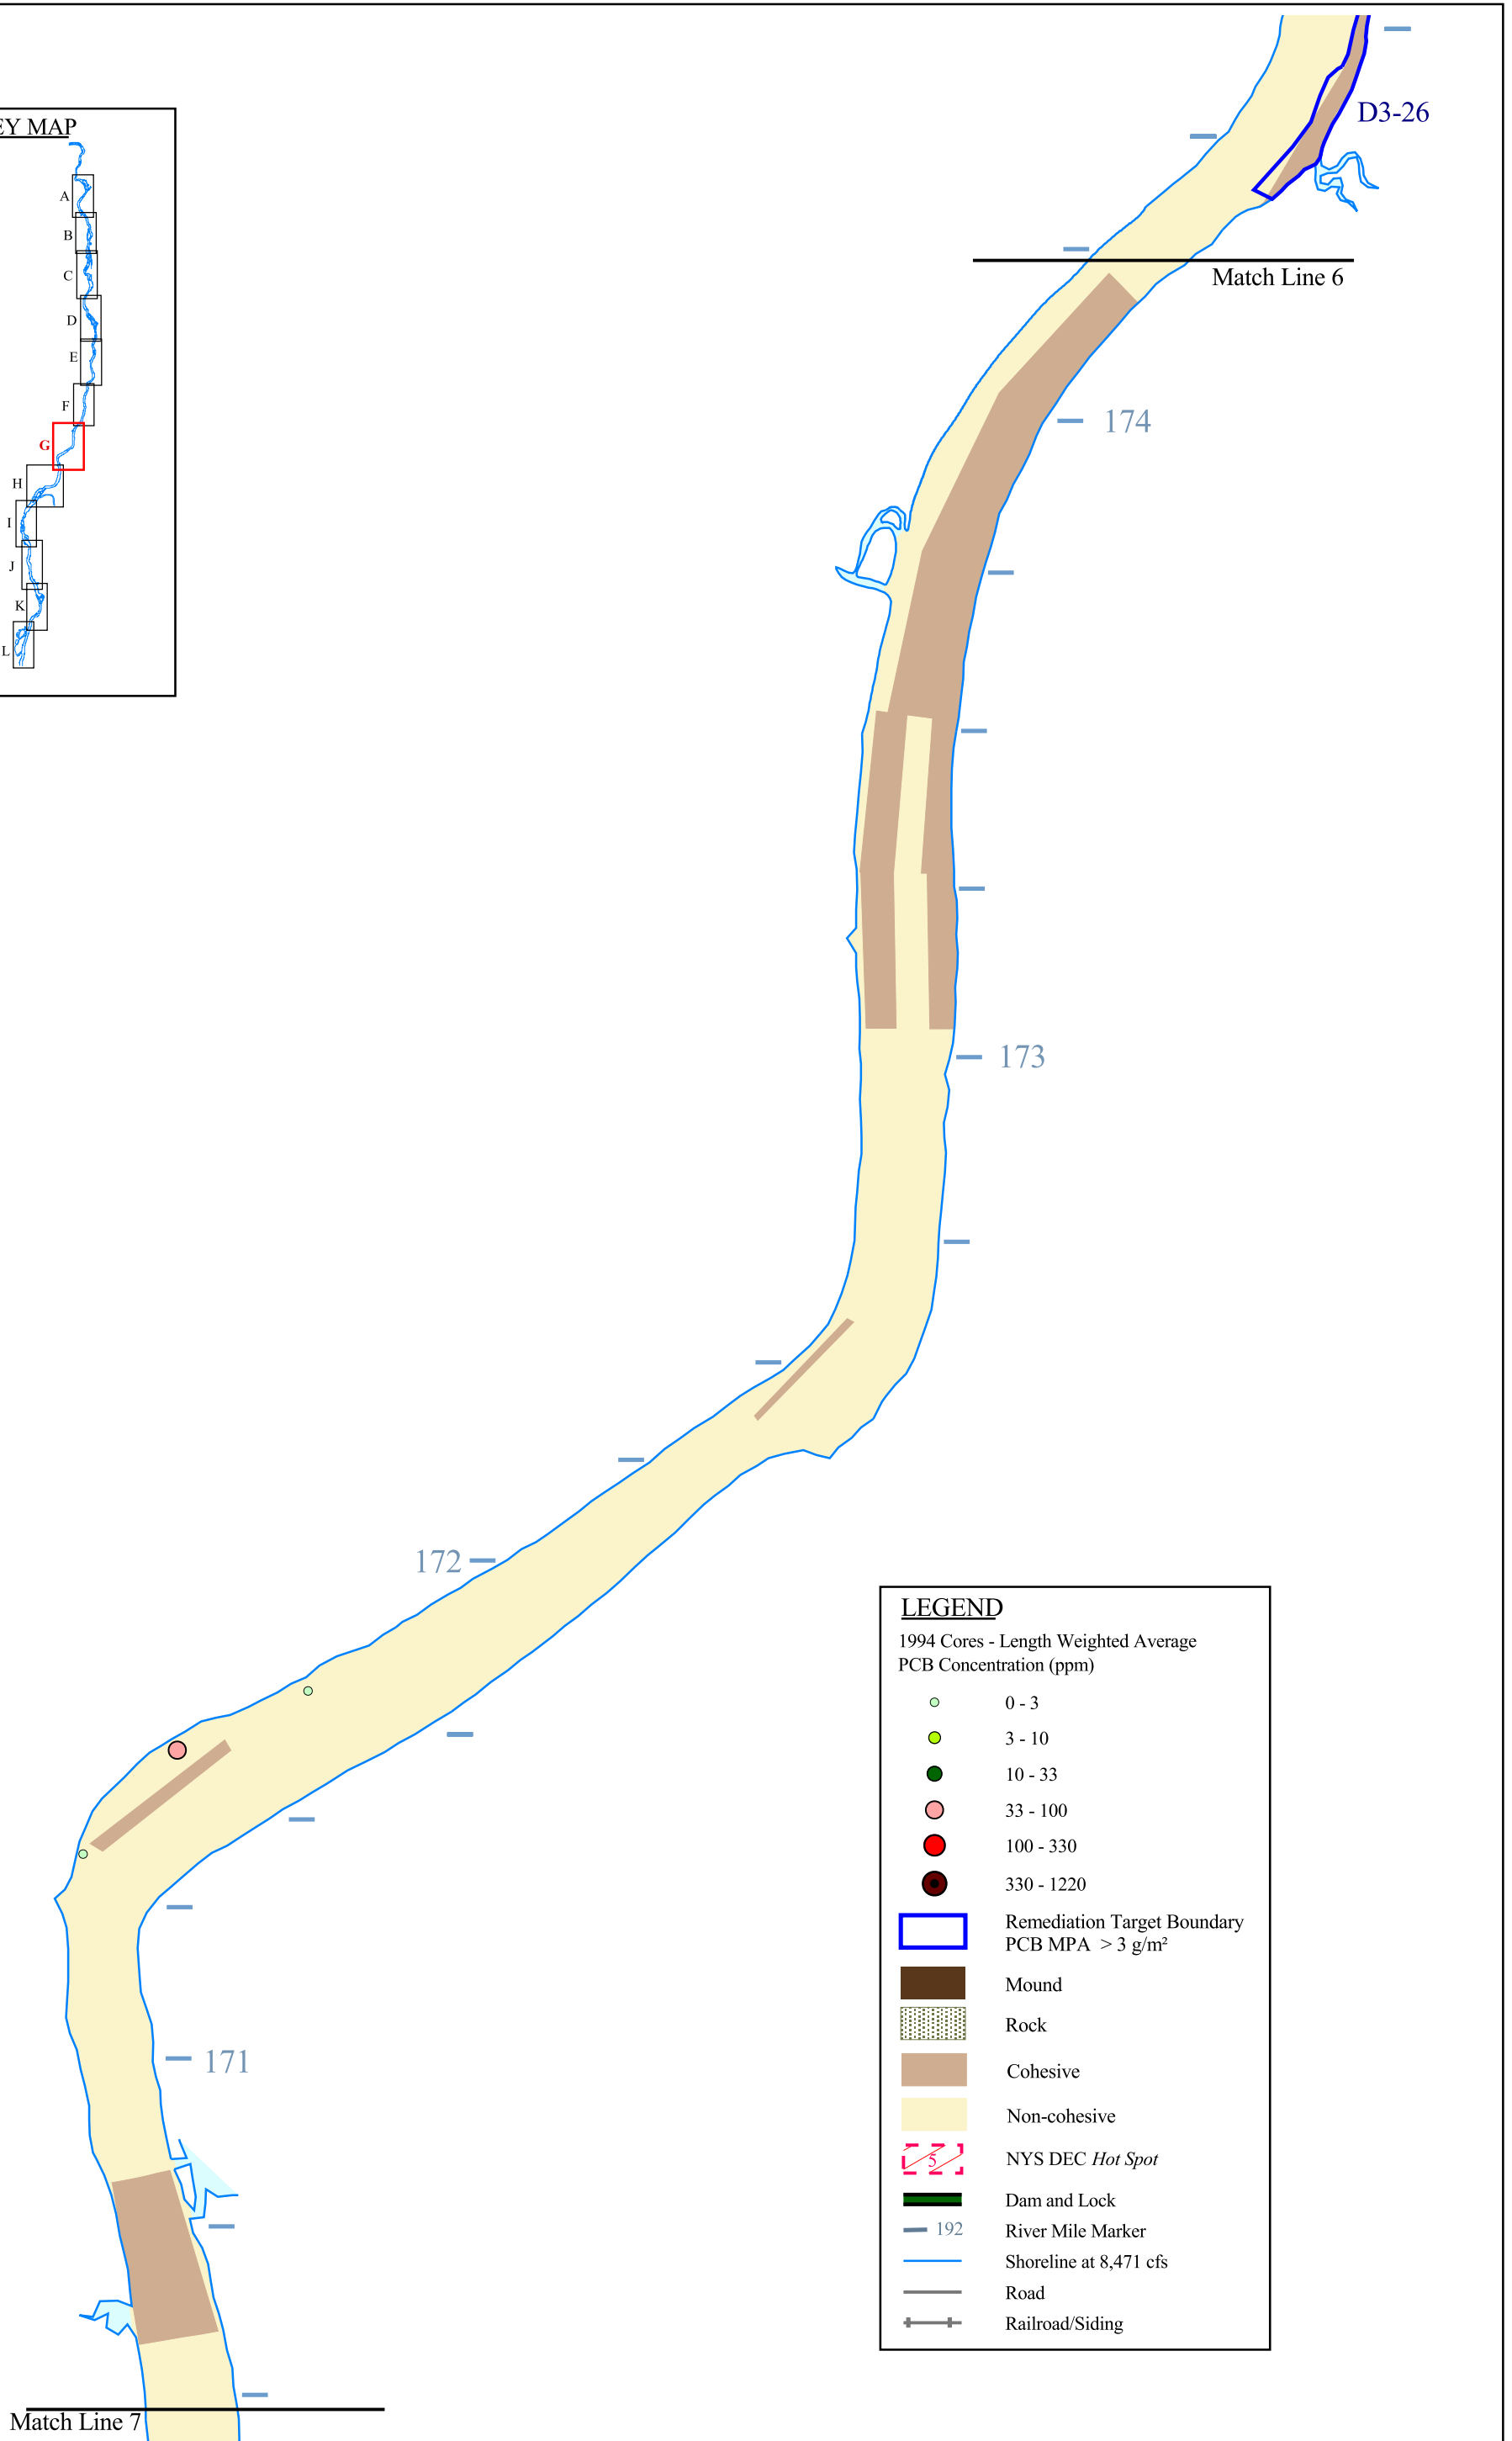 D3-26
EY MAP
A
B
C
D
E
F
G
H
I
J
K
L
Match Line 6
174
173
172
171
Match Line 7
LEGEND
1994 Cores - Length Weighted Average
PCB Concentration (ppm)
0 - 3
3 - 10
10 - 33
33 - 100
100 - 330
330 - 1220
Remediation Target Boundary
PCB MPA > 3 g/m²
Mound
Rock
Cohesive
Non-cohesive
5 NYS DEC Hot Spot
Dam and Lock
192 River Mile Marker
Shoreline at 8,471 cfs
Road
Railroad/Siding